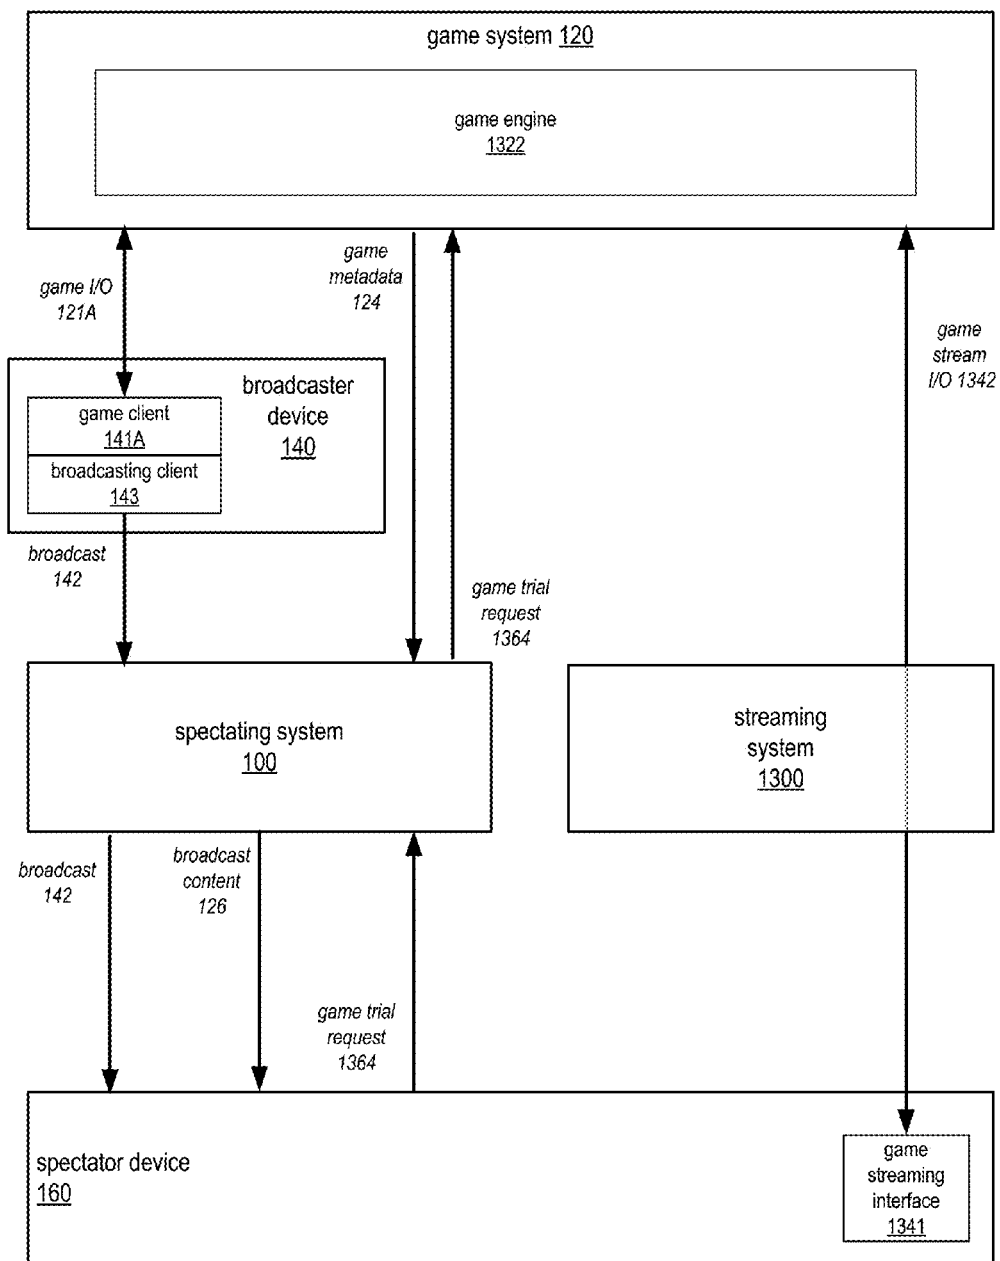 game system 120
game engine
1322
game I/O
121A
game
metadata
124
game
stream
I/O 1342
broadcaster
device
140
game client
141A
broadcasting client
143
broadcast
142
game trial
request
1364
spectating system
100
streaming
system
1300
broadcast
142
broadcast
content
126
game trial
request
1364
spectator device
160
game
streaming
interface
1341